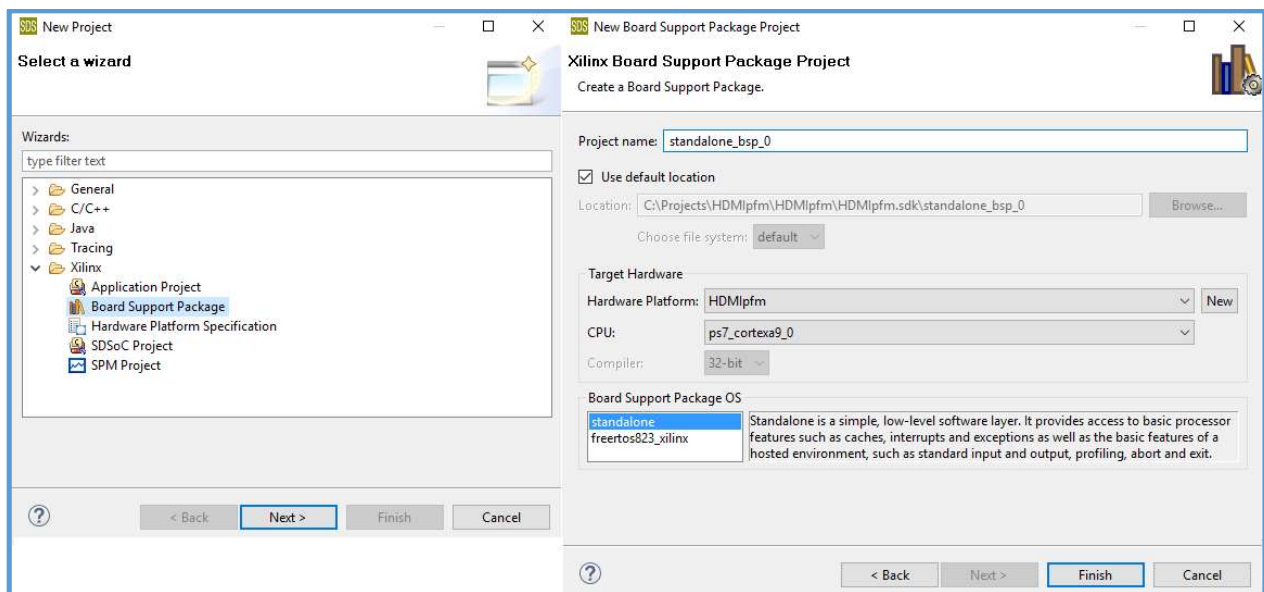 SDS New Project
Select a wizard
Wizards:
type filter text
General
C/C++
Java
Tracing
Xilinx
Application Project
Board Support Package
Hardware Platform Specification
SDSoC Project
SPM Project
?
< Back Next > Finish Cancel
SDS New Board Support Package Project
Xilinx Board Support Package Project
Create a Board Support Package.
Project name: standalone_bsp_0
Use default location
Location: C:\Projects\HDMIpfm\HDMIpfm\HDMIpfm.sdk\standalone_bsp_0 Browse...
Choose file system: default
Target Hardware
Hardware Platform: HDMIpfm New
CPU: ps7_cortexa9_0
Compiler: 32-bit
Board Support Package OS
standalone
freertos823_xilinx
Standalone is a simple, low-level software layer. It provides access to basic processor
features such as caches, interrupts and exceptions as well as the basic features of a
hosted environment, such as standard input and output, profiling, abort and exit.
?
< Back Next > Finish Cancel